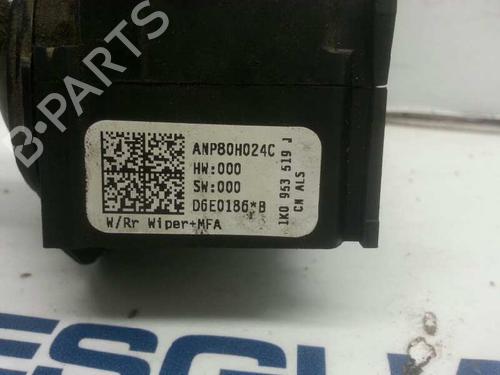 B-PARTS
ANP80H024C
HW:000
SW:000
D6E0186*B
W/Rr Wiper+MFA
1K0 953 519 J
CN ALS